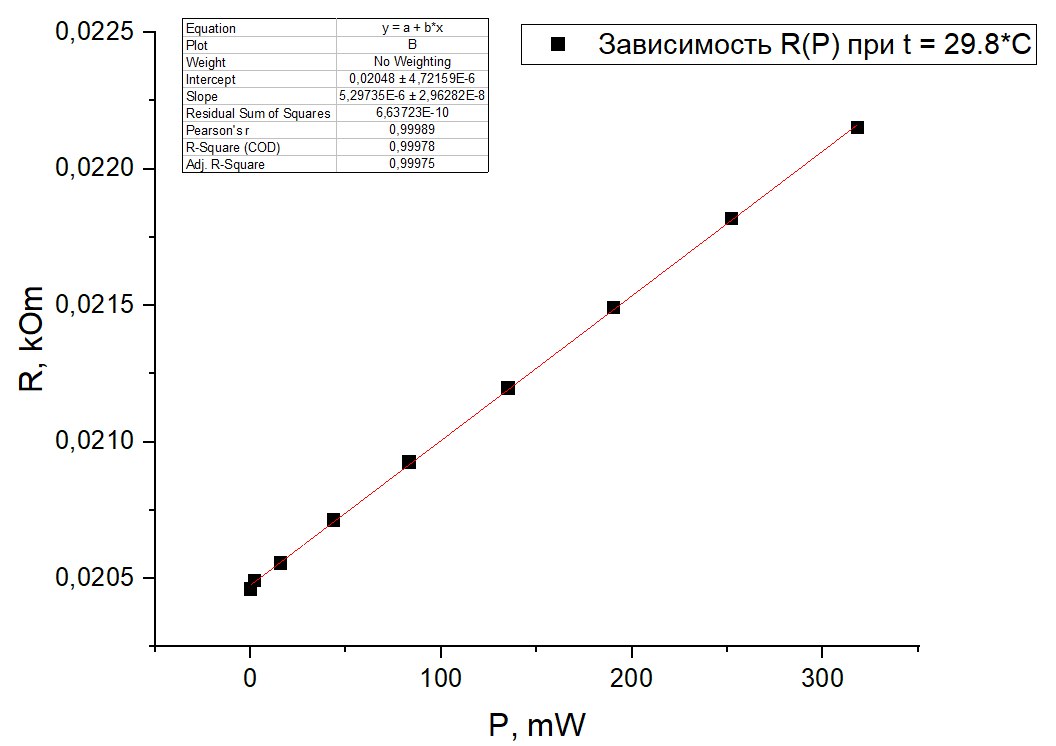 Equation y = a + b*x
Plot B
Weight No Weighting
Intercept 0,02048 ± 4,72159E-6
Slope 5,29735E-6 ± 2,96282E-8
Residual Sum of Squares 6,63723E-10
Pearson's r 0,99989
R-Square (COD) 0,99978
Adj. R-Square 0,99975
Зависимость R(P) при t = 29.8*C
0,0225
0,0220
0,0215
0,0210
0,0205
R, kOm
0 100 200 300
P, mW